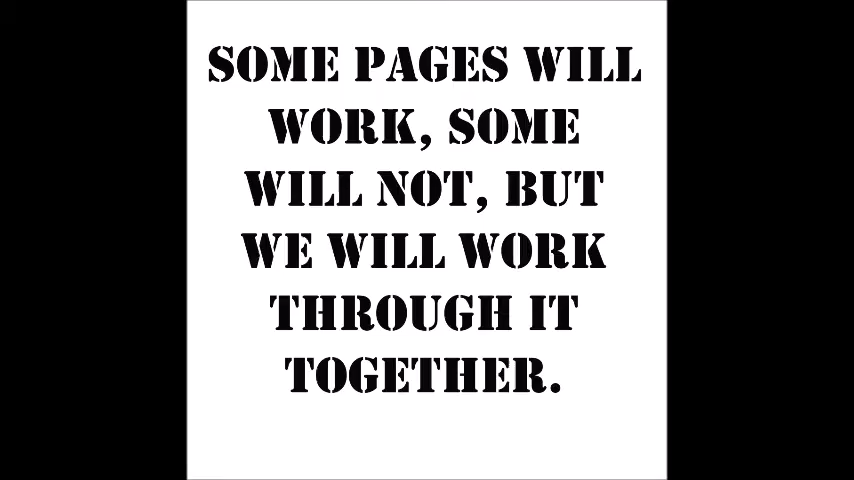 SOME PAGES WILL
WORK, SOME
WILL NOT, BUT
WE WILL WORK
THROUGH IT
TOGETHER.